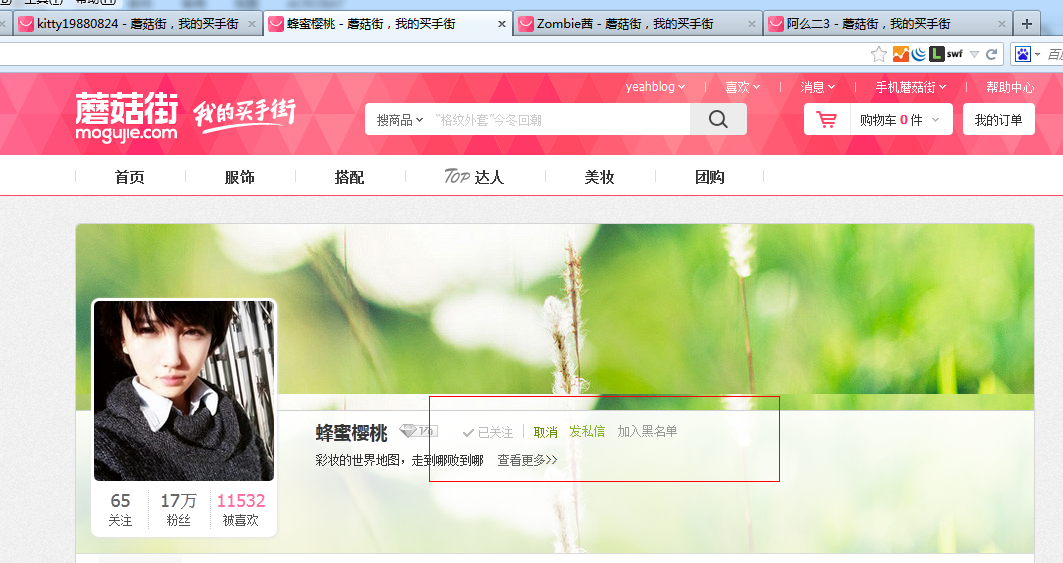 工具(T) 帮助(H)
kitty19880824 - 蘑菇街，我的买手街 ×
蜂蜜樱桃 - 蘑菇街，我的买手街 ×
Zombie茜 - 蘑菇街，我的买手街 ×
阿么二3 - 蘑菇街，我的买手街 ×
L swf
yeahblog 喜欢 消息 手机蘑菇街 帮助中心
蘑菇街 我的买手街
mogujie.com
搜商品 "格纹外套"今冬回潮
购物车 0 件 我的订单
首页 服饰 搭配 TOP 达人 美妆 团购
蜂蜜樱桃 已关注 取消 发私信 加入黑名单
彩妆的世界地图，走到哪败到哪 查看更多>>
65 17万 11532
关注 粉丝 被喜欢